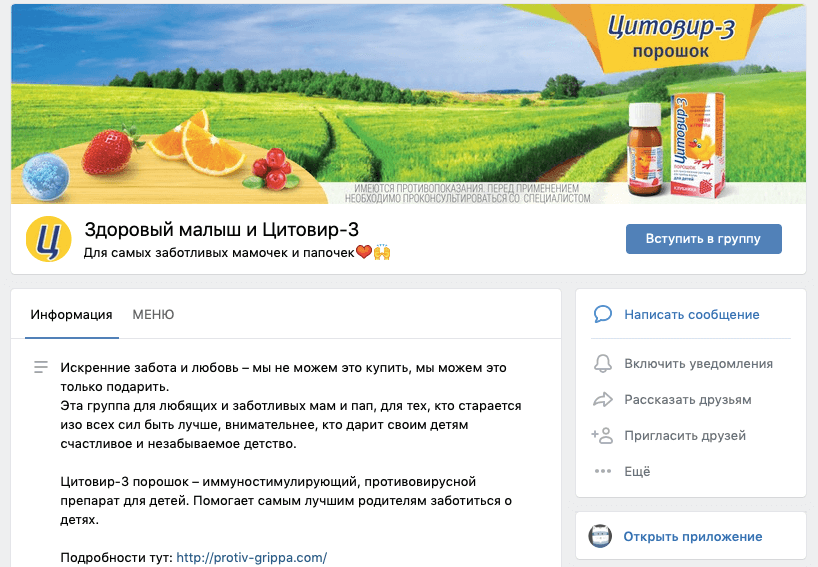 Цитовир-3
порошок
Цитовир-3
ПОРОШОК
для детей
КЛУБНИКА
ИМЕЮТСЯ ПРОТИВОПОКАЗАНИЯ. ПЕРЕД ПРИМЕНЕНИЕМ
НЕОБХОДИМО ПРОКОНСУЛЬТИРОВАТЬСЯ СО СПЕЦИАЛИСТОМ
Ц
Здоровый малыш и Цитовир-3
Для самых заботливых мамочек и папочек❤️🙌
Вступить в группу
Информация МЕНЮ
Искренние забота и любовь – мы не можем это купить, мы можем это
только подарить.
Эта группа для любящих и заботливых мам и пап, для тех, кто старается
изо всех сил быть лучше, внимательнее, кто дарит своим детям
счастливое и незабываемое детство.
Цитовир-3 порошок – иммуностимулирующий, противовирусной
препарат для детей. Помогает самым лучшим родителям заботиться о
детях.
Подробности тут: http://protiv-grippa.com/
Написать сообщение
Включить уведомления
Рассказать друзьям
Пригласить друзей
Ещё
Открыть приложение